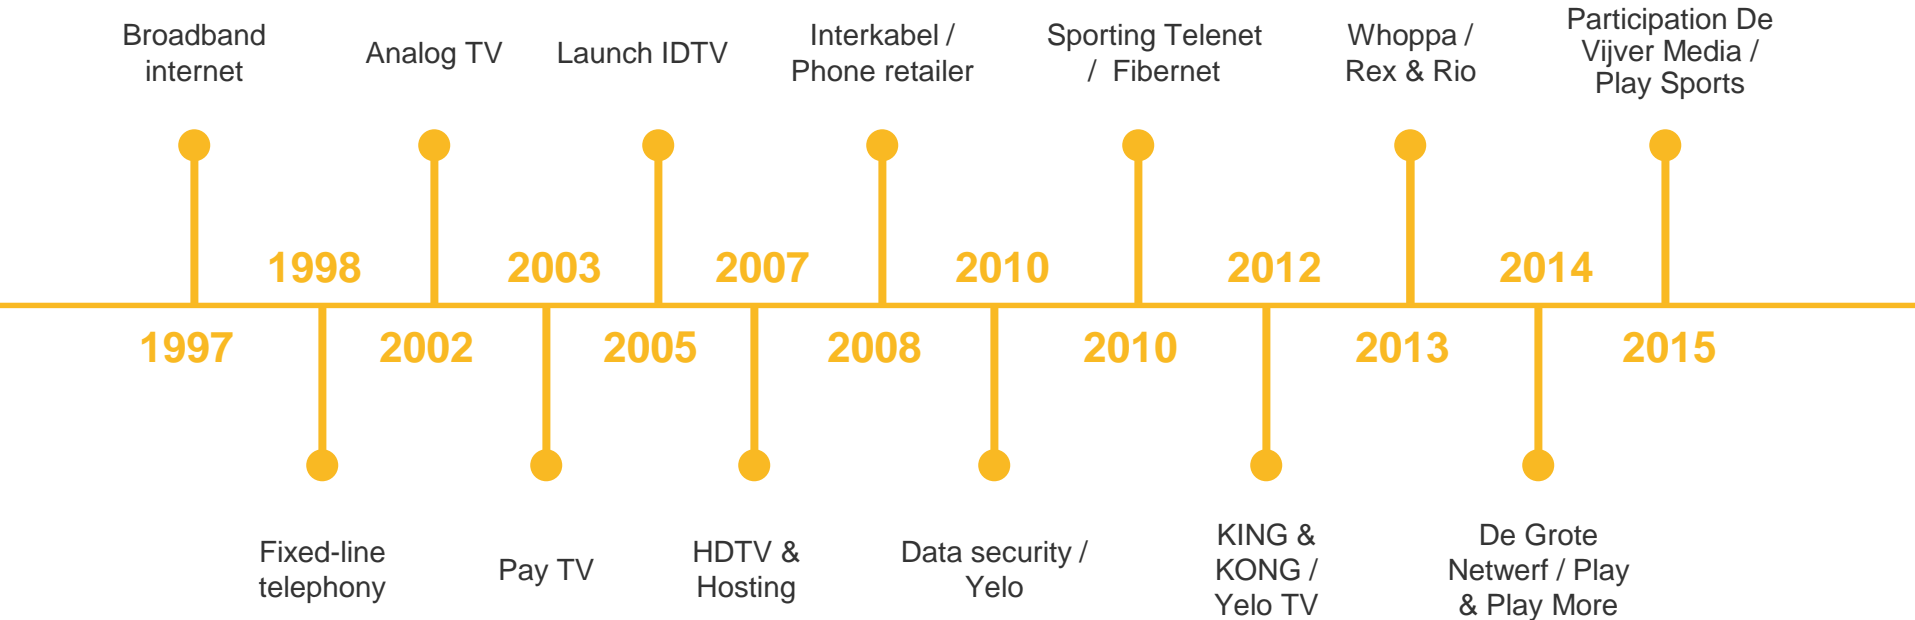 Broadband
internet
Analog TV
Launch IDTV
Interkabel /
Phone retailer
Sporting Telenet
/ Fibernet
Whoppa /
Rex & Rio
Participation De
Vijver Media /
Play Sports
1998
2003
2007
2010
2012
2014
1997
2002
2005
2008
2010
2013
2015
Fixed-line
telephony
Pay TV
HDTV &
Hosting
Data security /
Yelo
KING &
KONG /
Yelo TV
De Grote
Netwerf / Play
& Play More